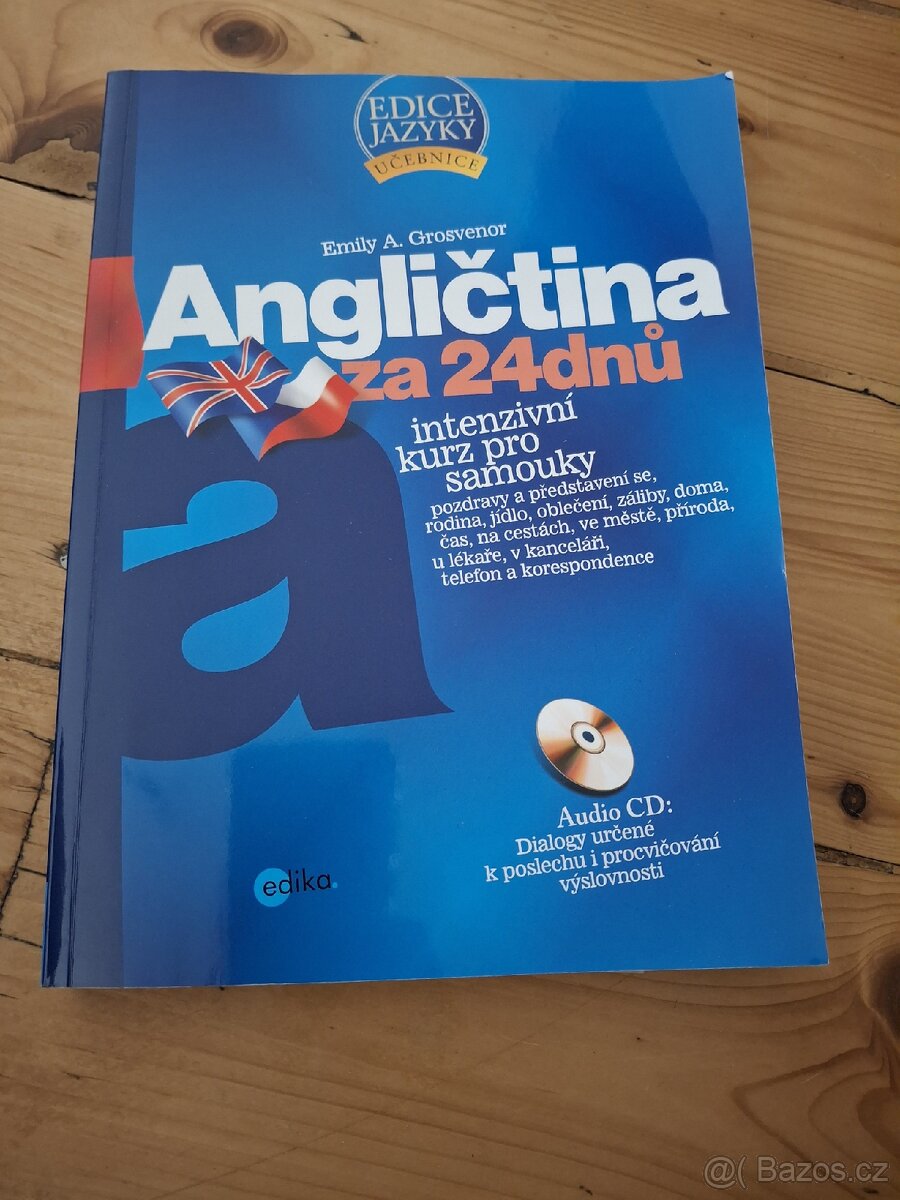 EDICE
JAZYKY
UČEBNICE
Emily A. Grosvenor
Angličtina
za 24dnů
intenzivní
kurz pro
samouky
pozdravy a představení se,
rodina, jídlo, oblečení, záliby, doma,
čas, na cestách, ve městě, příroda,
u lékaře, v kanceláři,
telefon a korespondence
a
Audio CD:
Dialogy určené
k poslechu i procvičování
výslovnosti
edika.
@( Bazos.cz